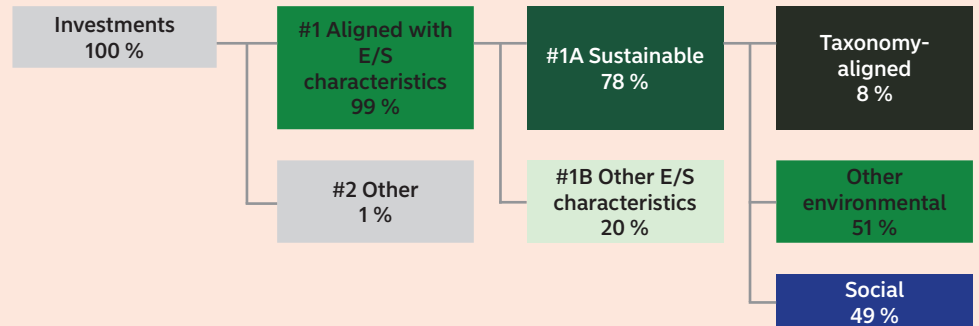 Investments
100 %
#1 Aligned with
E/S
characteristics
99 %
#1A Sustainable
78 %
Taxonomy-
aligned
8 %
#2 Other
1 %
#1B Other E/S
characteristics
20 %
Other
environmental
51 %
Social
49 %